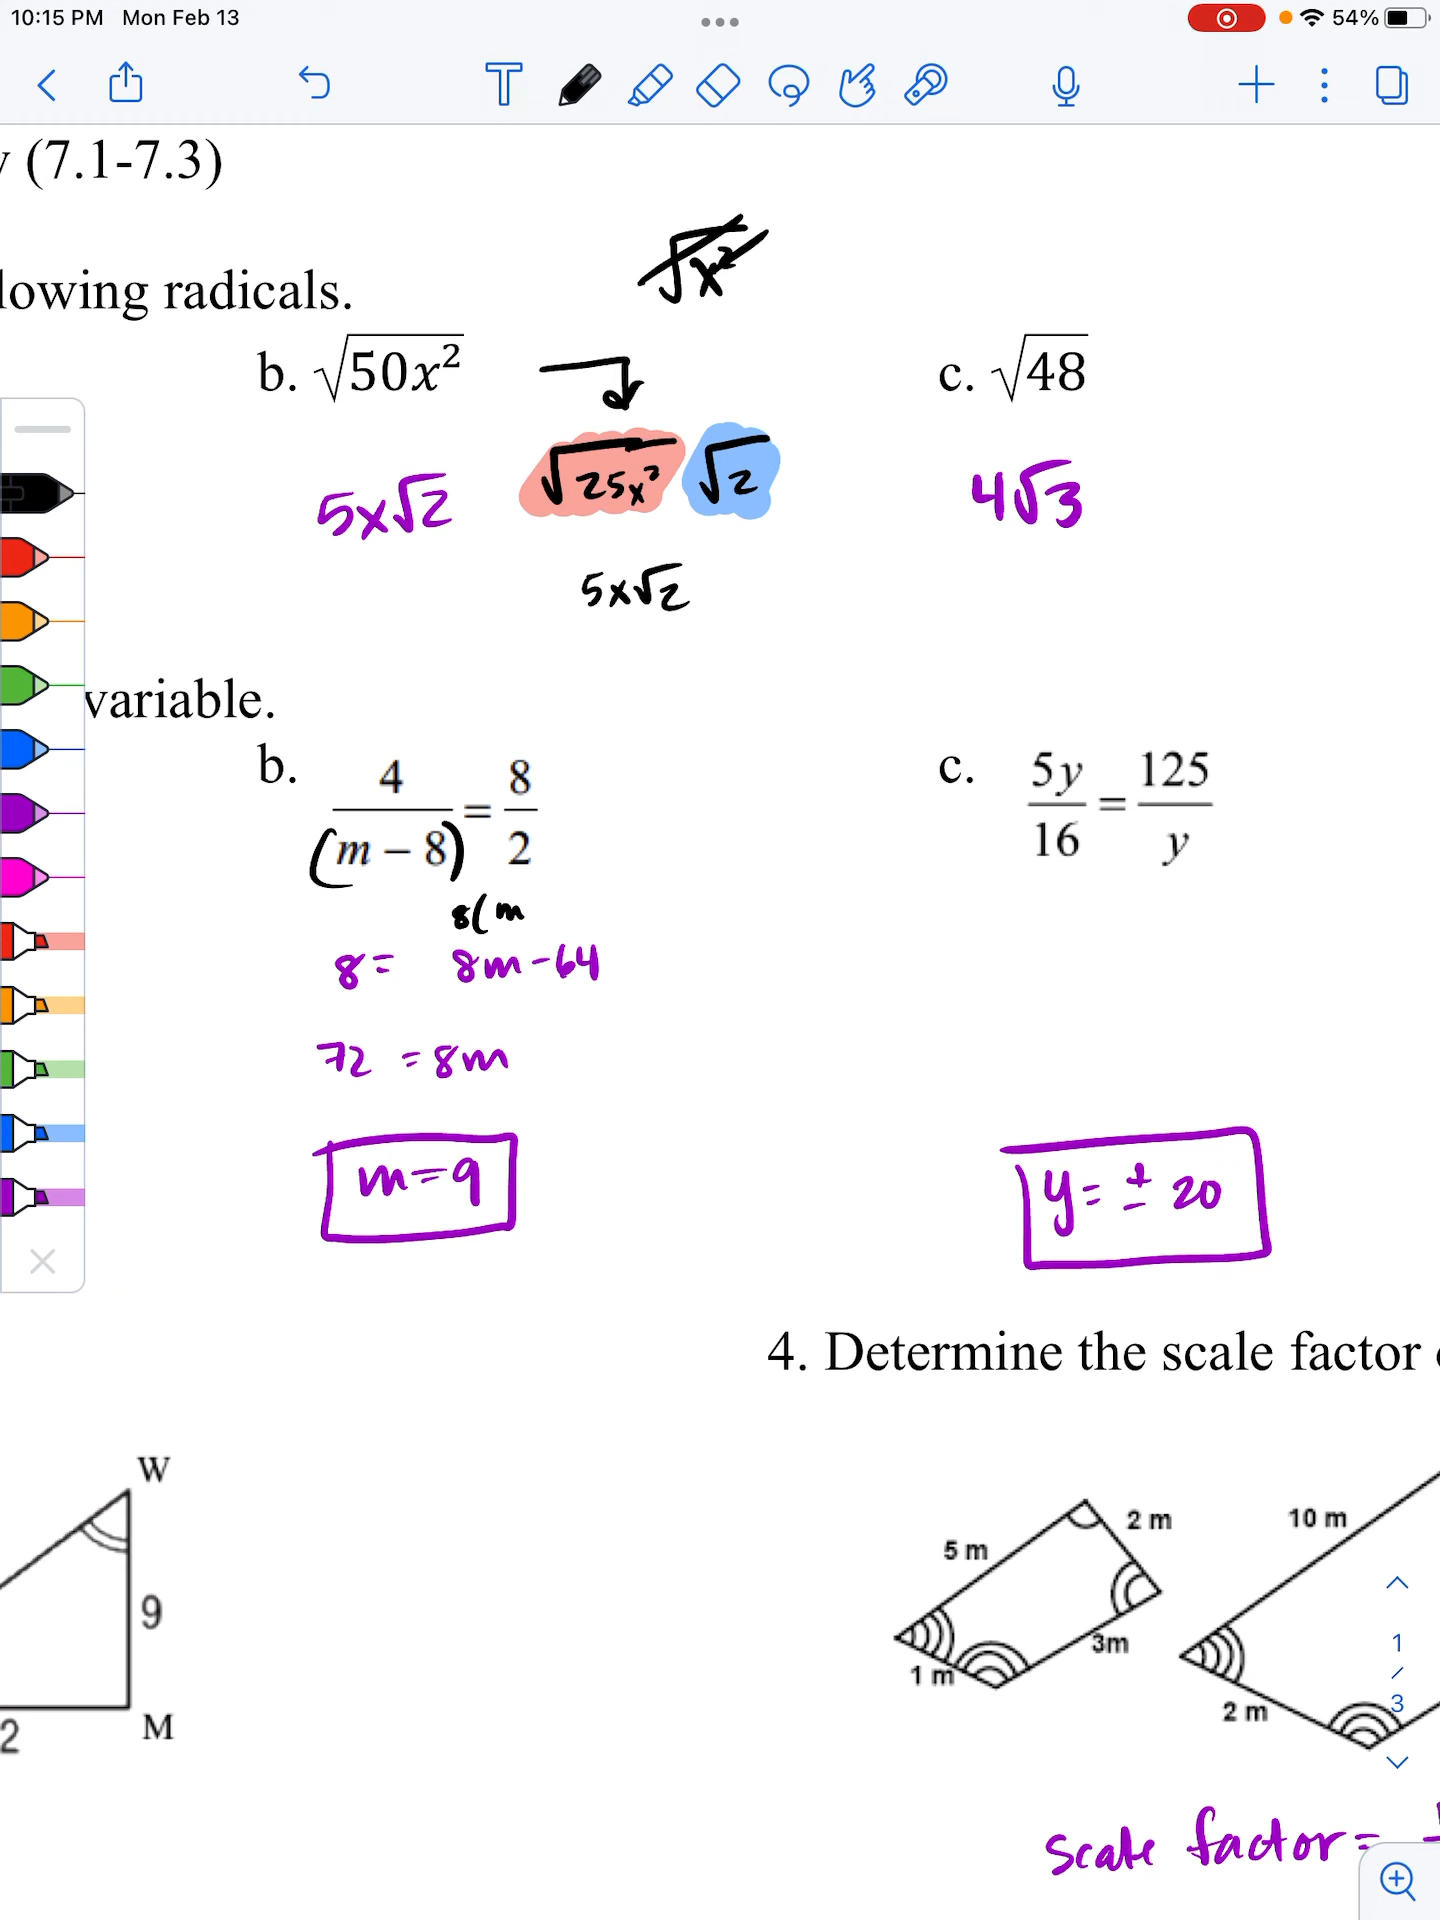 10:15 PM Mon Feb 13
54%
(7.1-7.3)
lowing radicals.
√x²
b. √50x²
c. √48
5x√2
√25x² √2
4√3
5x√2
variable.
b. 4/(m − 8) = 8/2
c. 5y/16 = 125/y
8(m
8= 8m-64
72 = 8m
m=9
y= ± 20
4. Determine the scale factor
W
9
2
M
5 m
2 m
3m
1 m
10 m
2 m
1
/
3
scale factor=